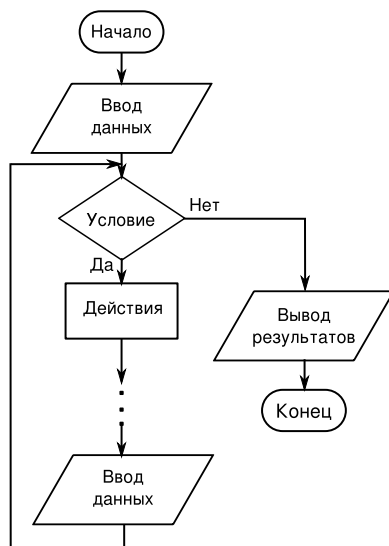 Начало
Ввод
данных
Условие
Нет
Да
Действия
Вывод
результатов
Конец
Ввод
данных